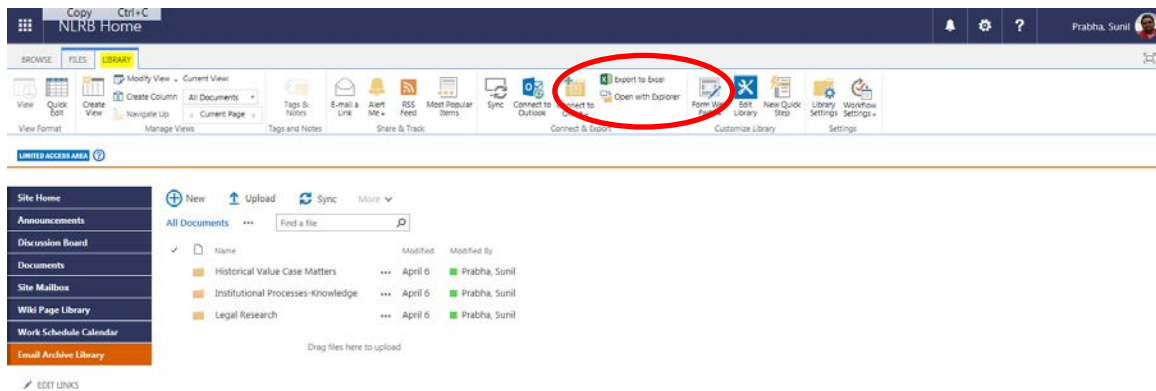 Copy Ctrl+C
NLRB Home
?
Prabha, Sunil
BROWSE FILES LIBRARY
View
Quick Edit
Create View
Modify View
Create Column
Navigate Up
Current View:
All Documents
Current Page
Tags & Notes
E-mail a Link
Alert Me
RSS Feed
Most Popular Items
Sync
Connect to Outlook
Connect to
Export to Excel
Open with Explorer
Form Web
Edit Library
New Quick Step
Library Settings
Workflow Settings
View Format
Manage Views
Tags and Notes
Share & Track
Connect & Export
Customize Library
Settings
LIMITED ACCESS AREA ?
Site Home
Announcements
Discussion Board
Documents
Site Mailbox
Wiki Page Library
Work Schedule Calendar
Email Archive Library
EDIT LINKS
New Upload Sync More
All Documents ... Find a file
Name Modified Modified By
Historical Value Case Matters ... April 6 Prabha, Sunil
Institutional Processes-Knowledge ... April 6 Prabha, Sunil
Legal Research ... April 6 Prabha, Sunil
Drag files here to upload